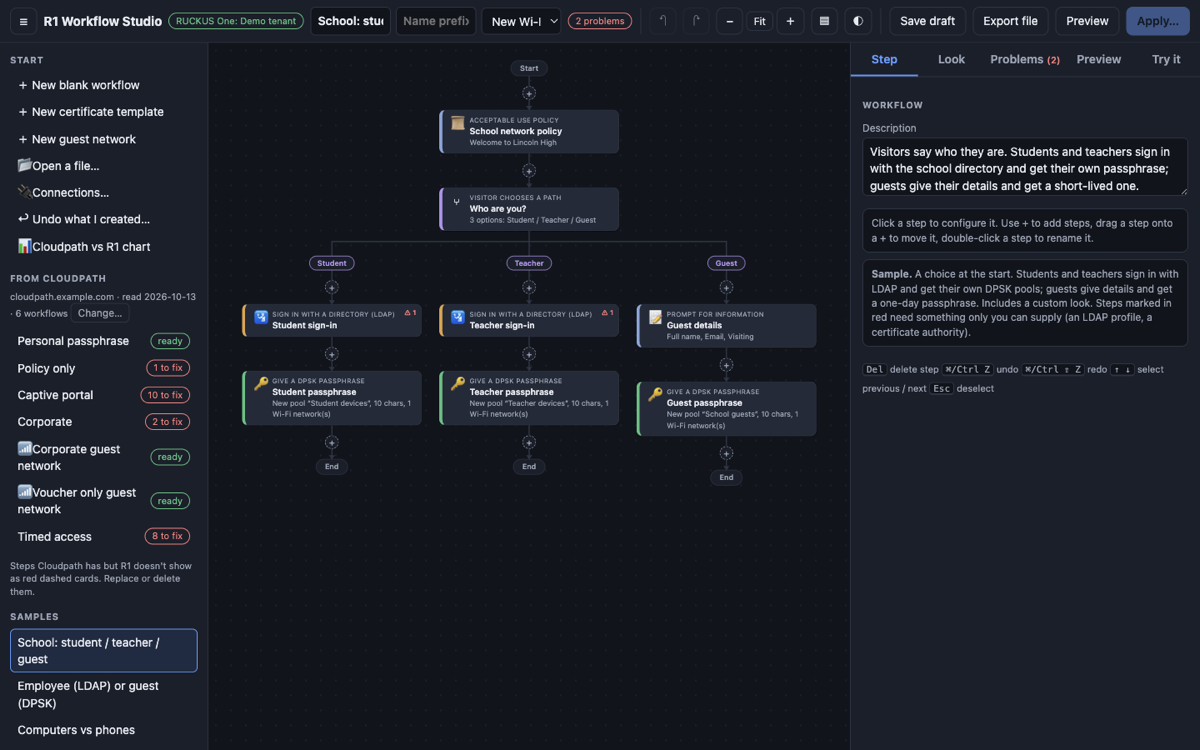 R1 Workflow Studio
RUCKUS One: Demo tenant
School: stu
Name prefix
New Wi-
2 problems
Fit
Save draft
Export file
Preview
Apply...
START
+ New blank workflow
+ New certificate template
+ New guest network
Open a file...
Connections...
Undo what I created...
Cloudpath vs R1 chart
FROM CLOUDPATH
cloudpath.example.com · read 2026-10-13
· 6 workflows Change...
Personal passphrase ready
Policy only 1 to fix
Captive portal 10 to fix
Corporate 2 to fix
Corporate guest
network
ready
Voucher only guest
network
ready
Timed access 8 to fix
Steps Cloudpath has but R1 doesn't show
as red dashed cards. Replace or delete
them.
SAMPLES
School: student / teacher /
guest
Employee (LDAP) or guest
(DPSK)
Computers vs phones
Start
+
ACCEPTABLE USE POLICY
School network policy
Welcome to Lincoln High
+
VISITOR CHOOSES A PATH
Who are you?
3 options: Student / Teacher / Guest
Student
+
SIGN IN WITH A DIRECTORY (LDAP) ⚠ 1
Student sign-in
+
GIVE A DPSK PASSPHRASE
Student passphrase
New pool "Student devices", 10 chars, 1
Wi-Fi network(s)
+
End
Teacher
+
SIGN IN WITH A DIRECTORY (LDAP) ⚠ 1
Teacher sign-in
+
GIVE A DPSK PASSPHRASE
Teacher passphrase
New pool "Teacher devices", 10 chars, 1
Wi-Fi network(s)
+
End
Guest
+
PROMPT FOR INFORMATION
Guest details
Full name, Email, Visiting
+
GIVE A DPSK PASSPHRASE
Guest passphrase
New pool "School guests", 10 chars, 1
Wi-Fi network(s)
+
End
Step
Look
Problems (2)
Preview
Try it
WORKFLOW
Description
Visitors say who they are. Students and teachers sign in
with the school directory and get their own passphrase;
guests give their details and get a short-lived one.
Click a step to configure it. Use + to add steps, drag a step onto
a + to move it, double-click a step to rename it.
Sample. A choice at the start. Students and teachers sign in with
LDAP and get their own DPSK pools; guests give details and get
a one-day passphrase. Includes a custom look. Steps marked in
red need something only you can supply (an LDAP profile, a
certificate authority).
Del delete step ⌘/Ctrl Z undo ⌘/Ctrl ⇧ Z redo ↑ ↓ select
previous / next Esc deselect